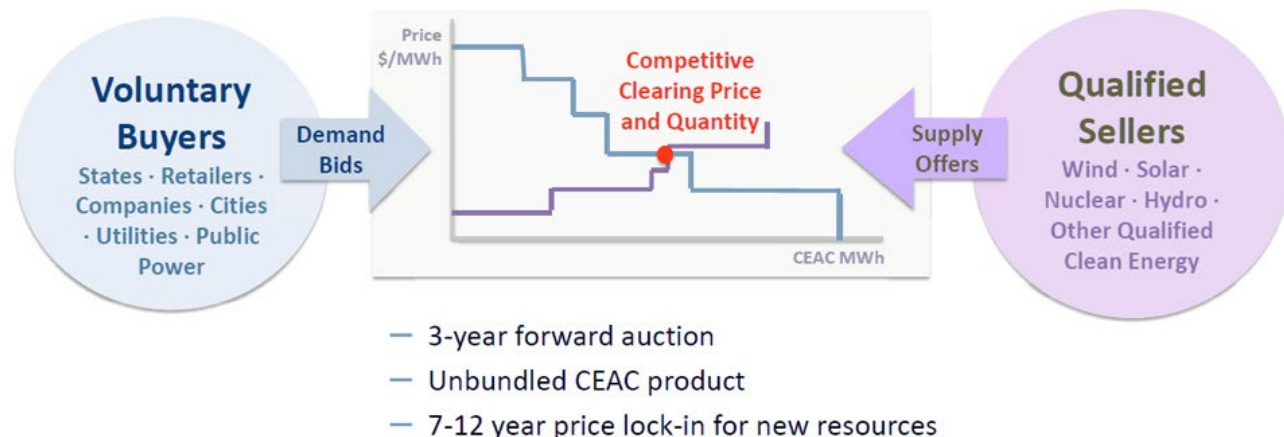 Voluntary
Buyers
States · Retailers ·
Companies · Cities
· Utilities · Public
Power
Demand
Bids
Price
$/MWh
Competitive
Clearing Price
and Quantity
CEAC MWh
Supply
Offers
Qualified
Sellers
Wind · Solar ·
Nuclear · Hydro ·
Other Qualified
Clean Energy
— 3-year forward auction
— Unbundled CEAC product
— 7-12 year price lock-in for new resources